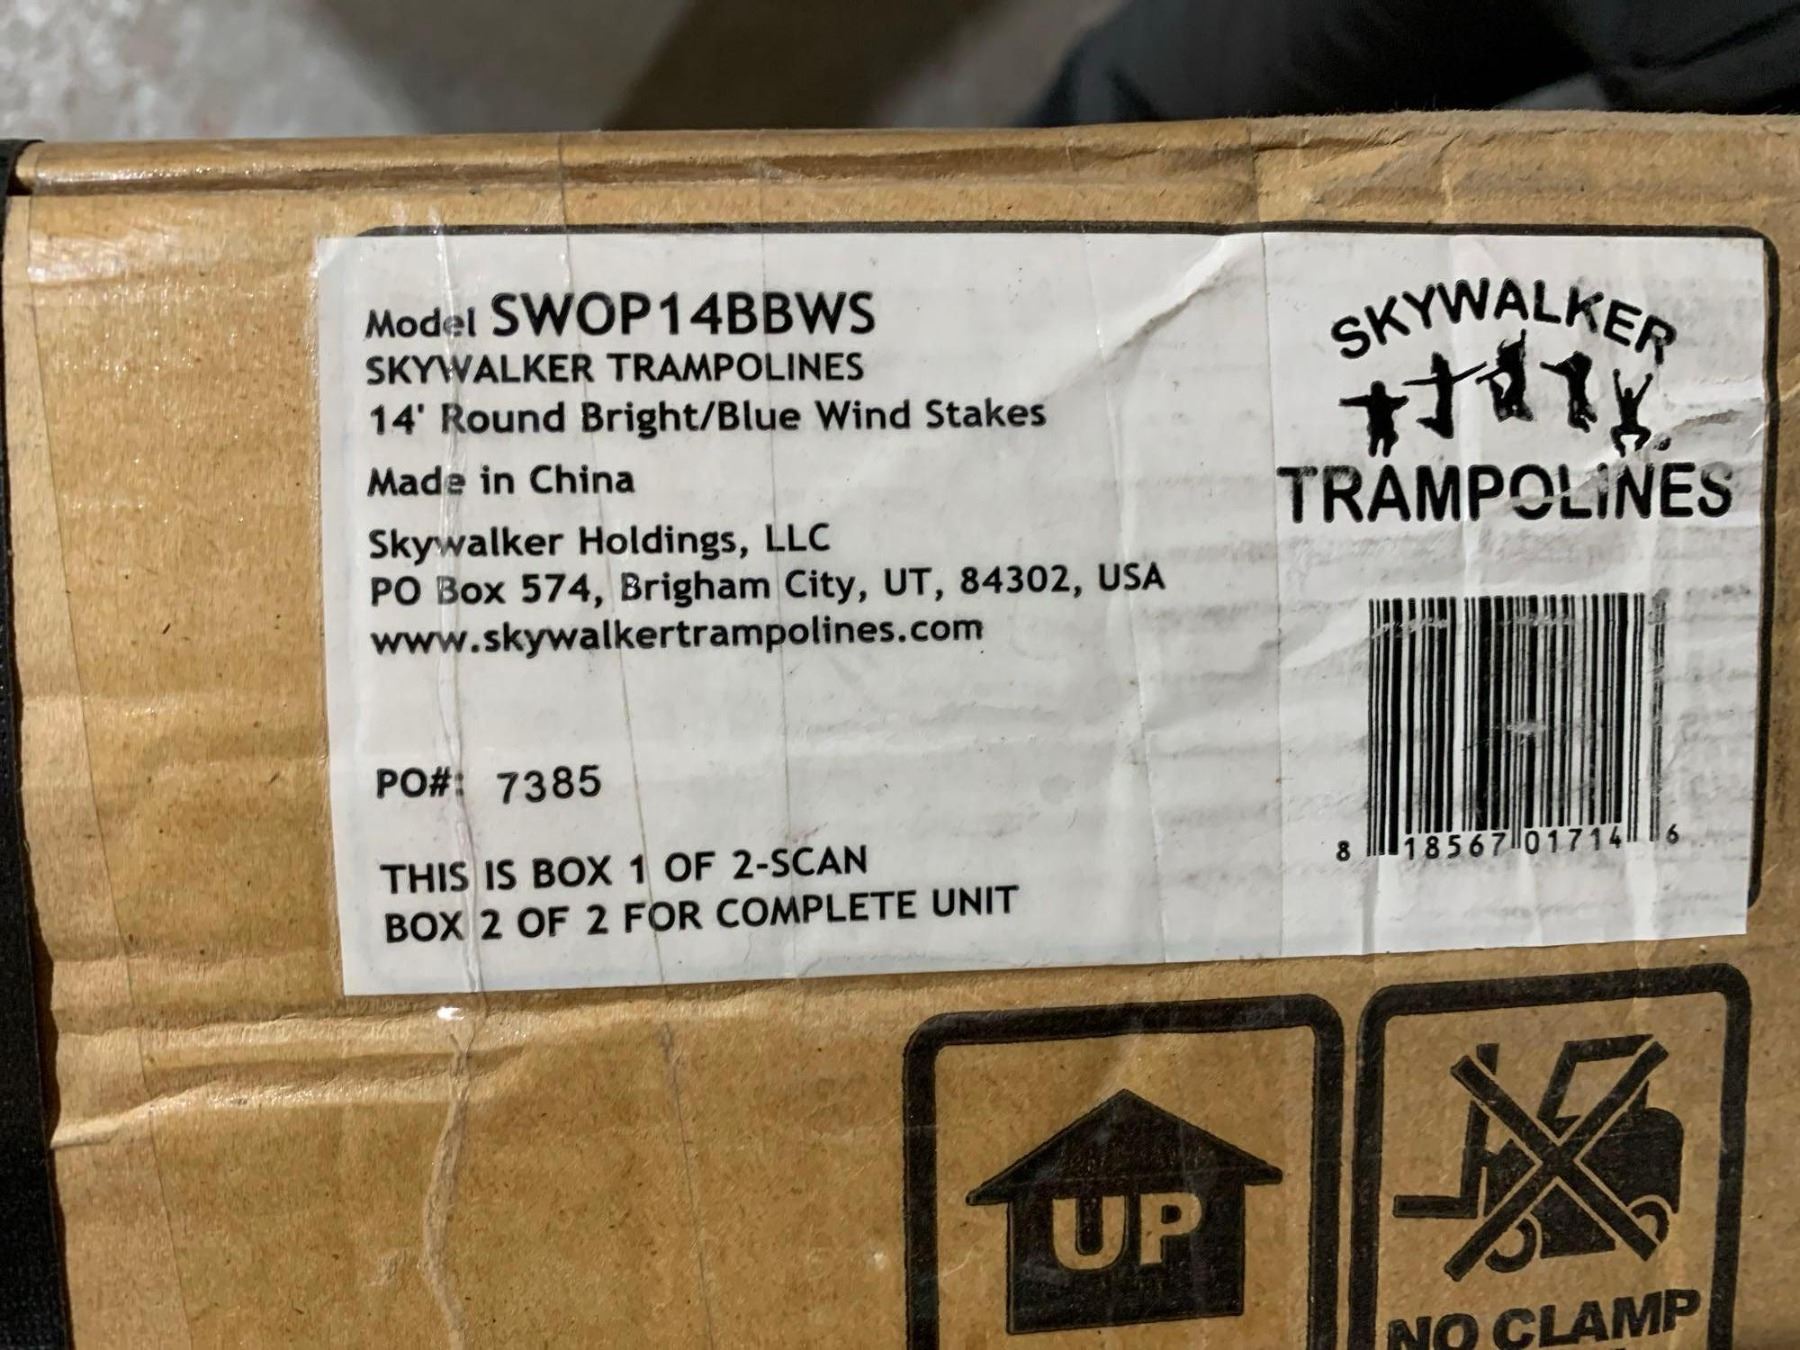 Model SWOP14BBWS
SKYWALKER TRAMPOLINES
14' Round Bright/Blue Wind Stakes
Made in China
Skywalker Holdings, LLC
PO Box 574, Brigham City, UT, 84302, USA
www.skywalkertrampolines.com
PO#: 7385
THIS IS BOX 1 OF 2-SCAN
BOX 2 OF 2 FOR COMPLETE UNIT
SKYWALKER
TRAMPOLINES
8 18567 01714 6
UP
NO CLAMP